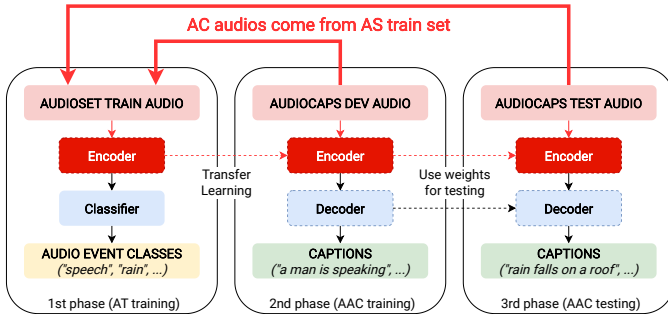 AC audios come from AS train set
AUDIOSET TRAIN AUDIO
Encoder
Classifier
AUDIO EVENT CLASSES
("speech", "rain", ...)
1st phase (AT training)
Transfer
Learning
AUDIOCAPS DEV AUDIO
Encoder
Decoder
CAPTIONS
("a man is speaking", ...)
2nd phase (AAC training)
Use weights
for testing
AUDIOCAPS TEST AUDIO
Encoder
Decoder
CAPTIONS
("rain falls on a roof", ...)
3rd phase (AAC testing)